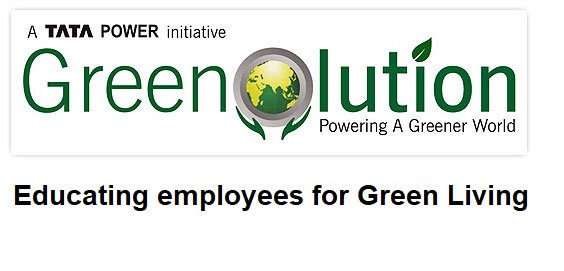 A TATA POWER initiative
Greenolution
Powering A Greener World
Educating employees for Green Living